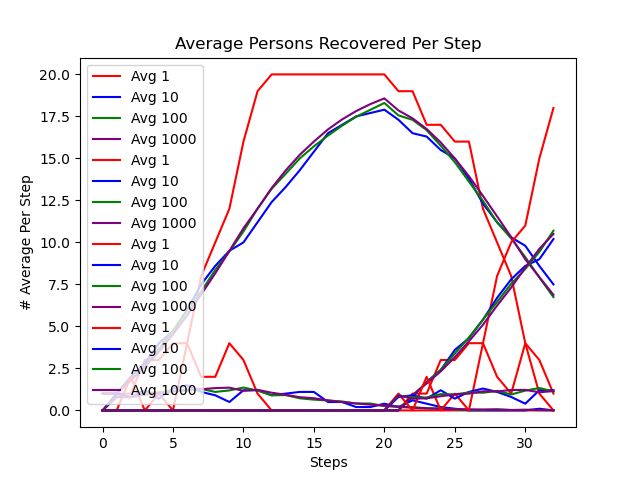 Average Persons Recovered Per Step
# Average Per Step
20.0
17.5
15.0
12.5
10.0
7.5
5.0
2.5
0.0
Avg 1
Avg 10
Avg 100
Avg 1000
Avg 1
Avg 10
Avg 100
Avg 1000
Avg 1
Avg 10
Avg 100
Avg 1000
Avg 1
Avg 10
Avg 100
Avg 1000
0 5 10 15 20 25 30
Steps